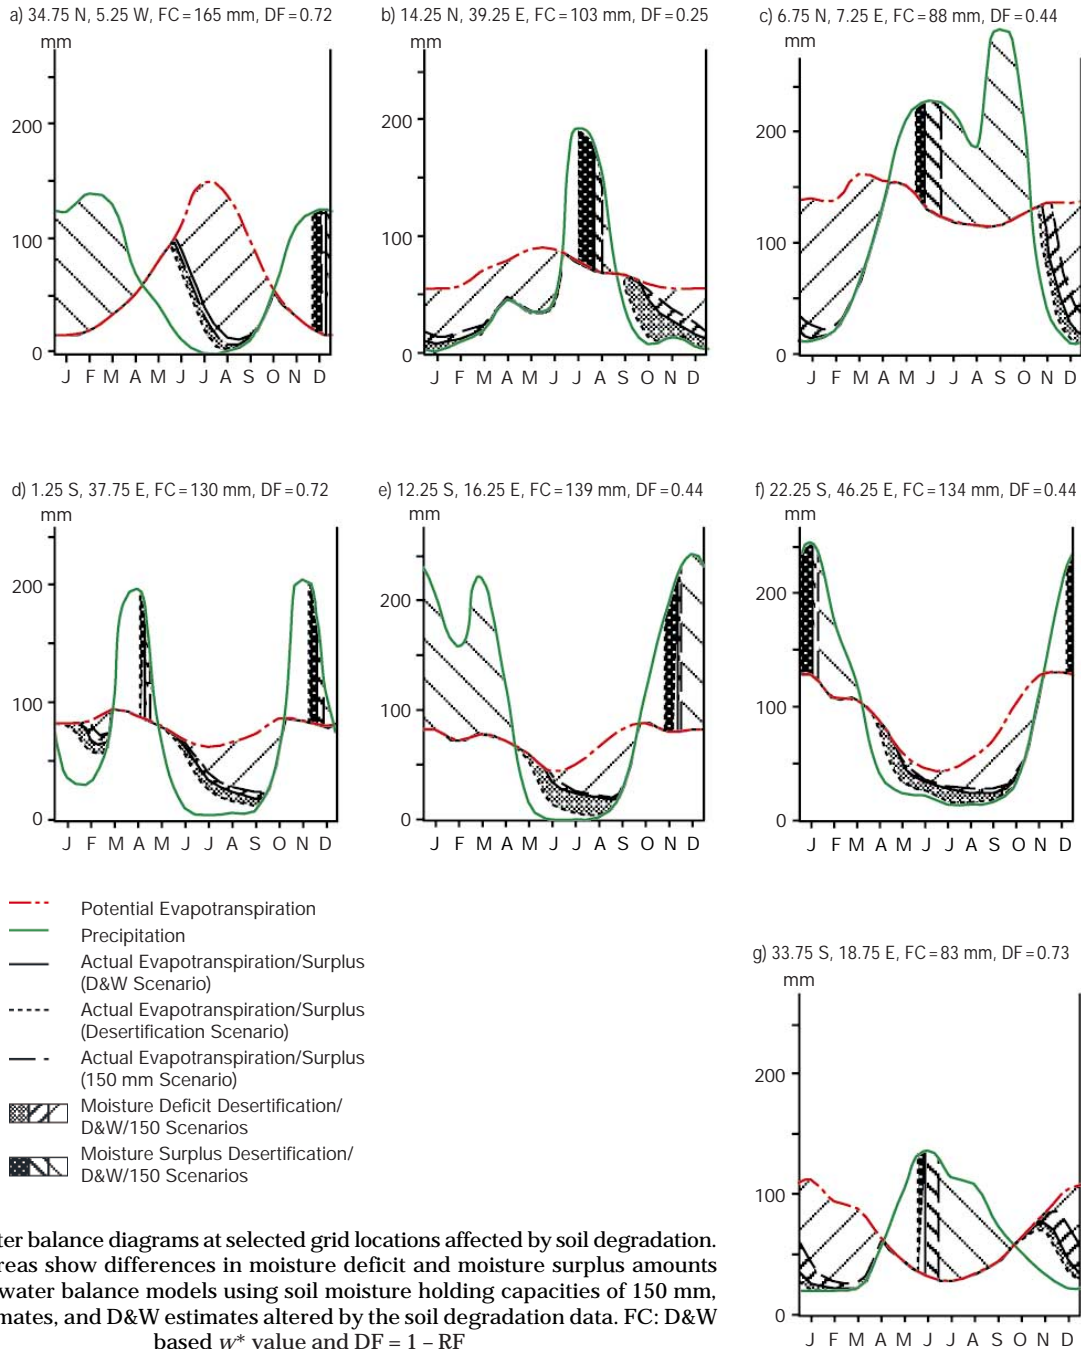 a) 34.75 N, 5.25 W, FC = 165 mm, DF = 0.72
mm
200
100
0
J F M A M J J A S O N D
b) 14.25 N, 39.25 E, FC = 103 mm, DF = 0.25
mm
200
100
0
J F M A M J J A S O N D
c) 6.75 N, 7.25 E, FC = 88 mm, DF = 0.44
mm
200
100
0
J F M A M J J A S O N D
d) 1.25 S, 37.75 E, FC = 130 mm, DF = 0.72
mm
200
100
0
J F M A M J J A S O N D
e) 12.25 S, 16.25 E, FC = 139 mm, DF = 0.44
mm
200
100
0
J F M A M J J A S O N D
f) 22.25 S, 46.25 E, FC = 134 mm, DF = 0.44
mm
200
100
0
J F M A M J J A S O N D
Potential Evapotranspiration
Precipitation
Actual Evapotranspiration/Surplus
(D&W Scenario)
Actual Evapotranspiration/Surplus
(Desertification Scenario)
Actual Evapotranspiration/Surplus
(150 mm Scenario)
Moisture Deficit Desertification/
D&W/150 Scenarios
Moisture Surplus Desertification/
D&W/150 Scenarios
g) 33.75 S, 18.75 E, FC = 83 mm, DF = 0.73
mm
200
100
0
J F M A M J J A S O N D
ter balance diagrams at selected grid locations affected by soil degradation.
reas show differences in moisture deficit and moisture surplus amounts
water balance models using soil moisture holding capacities of 150 mm,
mates, and D&W estimates altered by the soil degradation data. FC: D&W
based w* value and DF = 1 – RF